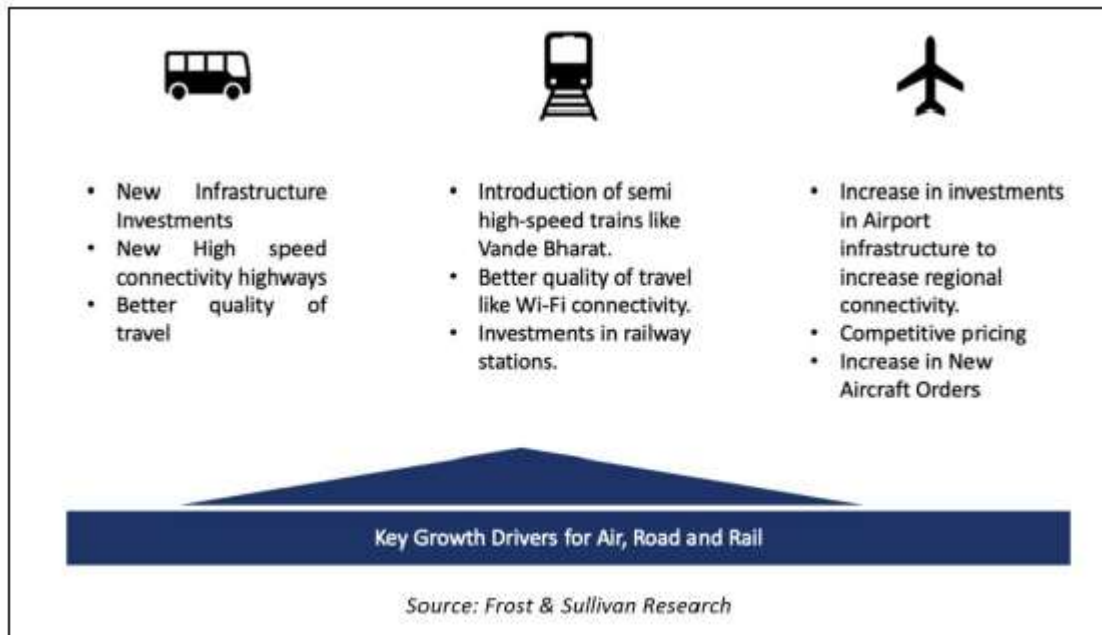 • New Infrastructure
Investments
• New High speed
connectivity highways
• Better quality of
travel
• Introduction of semi
high-speed trains like
Vande Bharat.
• Better quality of travel
like Wi-Fi connectivity.
• Investments in railway
stations.
• Increase in investments
in Airport
infrastructure to
increase regional
connectivity.
• Competitive pricing
• Increase in New
Aircraft Orders
Key Growth Drivers for Air, Road and Rail
Source: Frost & Sullivan Research